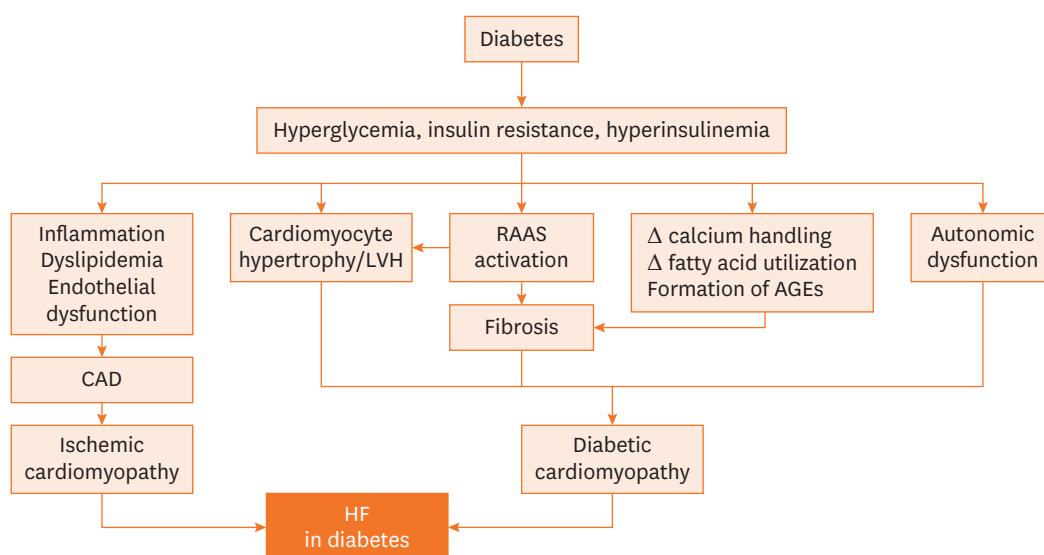 Diabetes
Hyperglycemia, insulin resistance, hyperinsulinemia
Inflammation
Dyslipidemia
Endothelial
dysfunction
Cardiomyocyte
hypertrophy/LVH
RAAS
activation
Δ calcium handling
Δ fatty acid utilization
Formation of AGEs
Autonomic
dysfunction
Fibrosis
CAD
Ischemic
cardiomyopathy
Diabetic
cardiomyopathy
HF
in diabetes